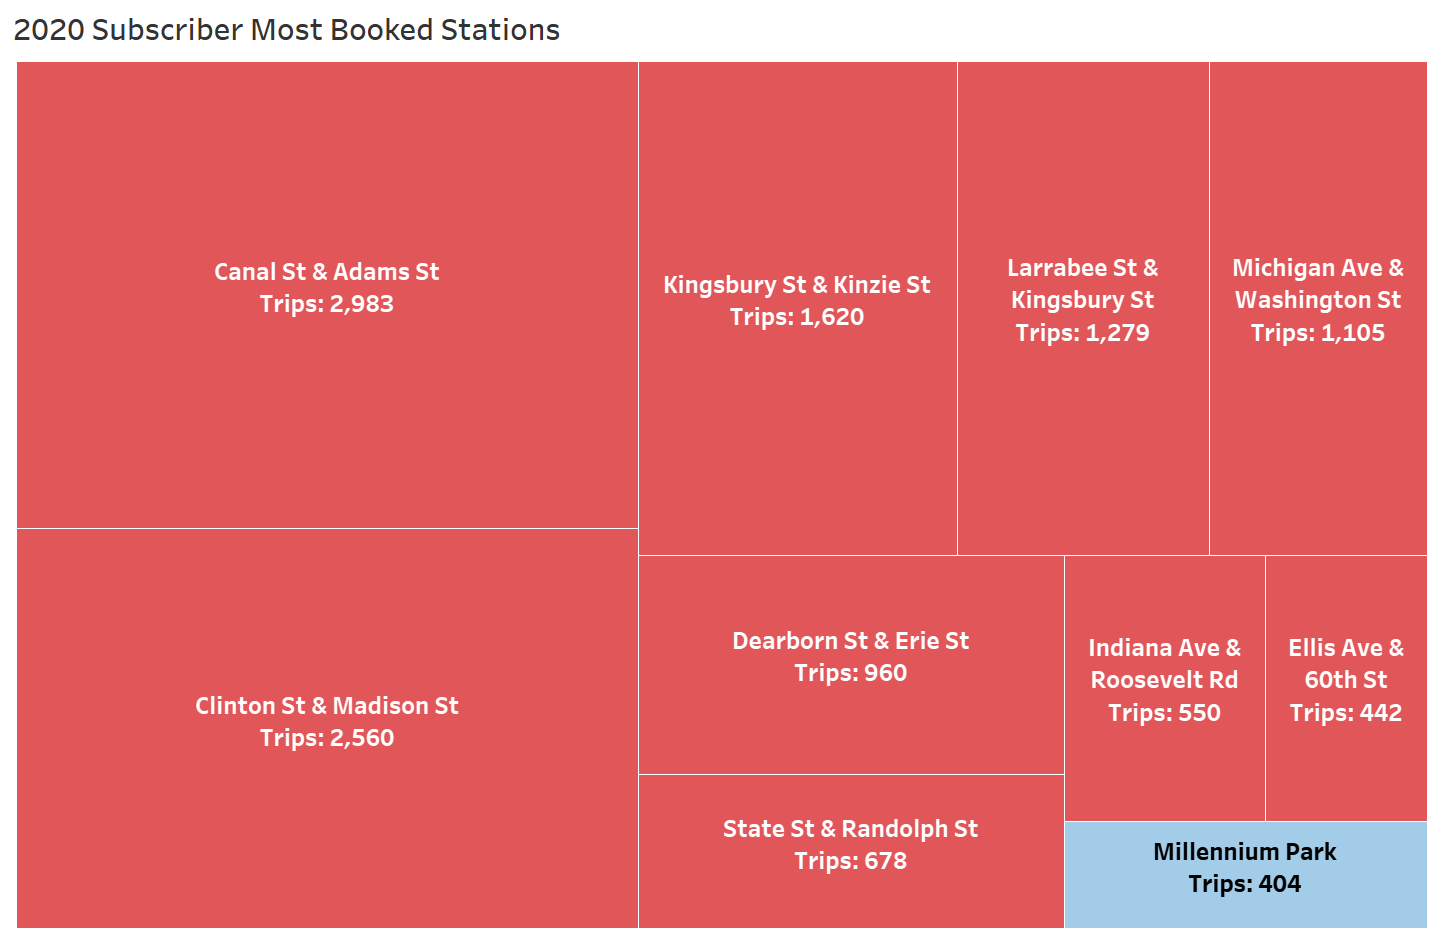 2020 Subscriber Most Booked Stations
Canal St & Adams St
Trips: 2,983
Clinton St & Madison St
Trips: 2,560
Kingsbury St & Kinzie St
Trips: 1,620
Larrabee St &
Kingsbury St
Trips: 1,279
Michigan Ave &
Washington St
Trips: 1,105
Dearborn St & Erie St
Trips: 960
State St & Randolph St
Trips: 678
Indiana Ave &
Roosevelt Rd
Trips: 550
Ellis Ave &
60th St
Trips: 442
Millennium Park
Trips: 404